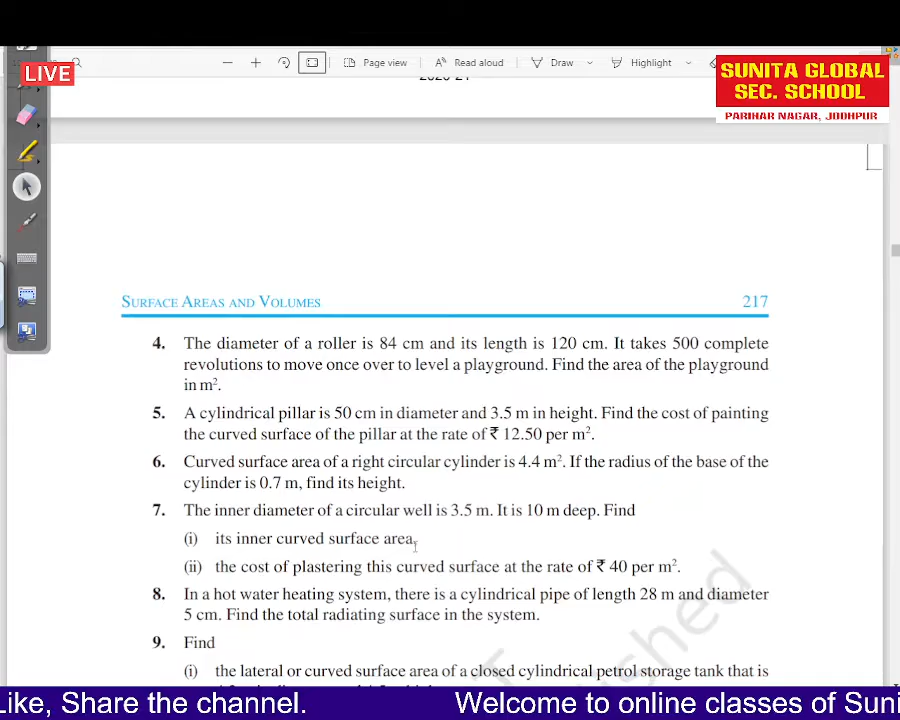 Page view
Read aloud
Draw
Highlight
LIVE
SUNITA GLOBAL
SEC. SCHOOL
PARIHAR NAGAR, JODHPUR
SURFACE AREAS AND VOLUMES 217
4. The diameter of a roller is 84 cm and its length is 120 cm. It takes 500 complete
revolutions to move once over to level a playground. Find the area of the playground
in m².
5. A cylindrical pillar is 50 cm in diameter and 3.5 m in height. Find the cost of painting
the curved surface of the pillar at the rate of ₹ 12.50 per m².
6. Curved surface area of a right circular cylinder is 4.4 m². If the radius of the base of the
cylinder is 0.7 m, find its height.
7. The inner diameter of a circular well is 3.5 m. It is 10 m deep. Find
(i) its inner curved surface area,
(ii) the cost of plastering this curved surface at the rate of ₹ 40 per m².
8. In a hot water heating system, there is a cylindrical pipe of length 28 m and diameter
5 cm. Find the total radiating surface in the system.
9. Find
(i) the lateral or curved surface area of a closed cylindrical petrol storage tank that is
Like, Share the channel. Welcome to online classes of Suni